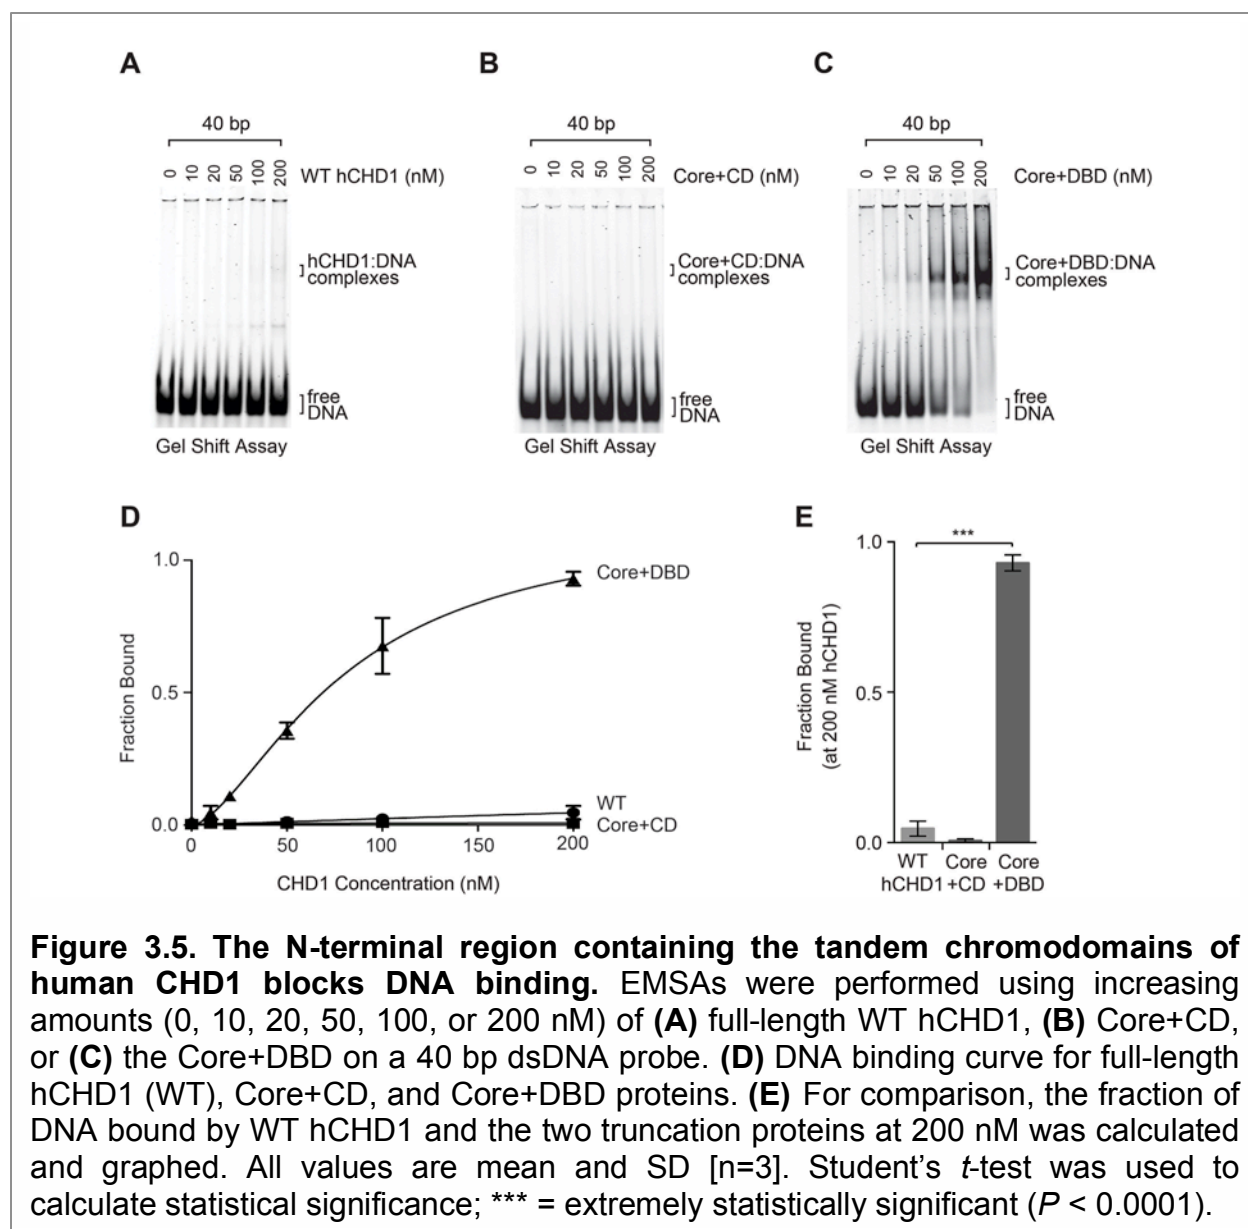 A
40 bp
0 10 20 50 100 200
WT hCHD1 (nM)
hCHD1:DNA
complexes
free
DNA
Gel Shift Assay
B
40 bp
0 10 20 50 100 200
Core+CD (nM)
Core+CD:DNA
complexes
free
DNA
Gel Shift Assay
C
40 bp
0 10 20 50 100 200
Core+DBD (nM)
Core+DBD:DNA
complexes
free
DNA
Gel Shift Assay
D
1.0
0.5
0.0
Fraction Bound
Core+DBD
WT
Core+CD
0 50 100 150 200
CHD1 Concentration (nM)
E
***
1.0
0.5
0.0
Fraction Bound
(at 200 nM hCHD1)
WT Core Core
hCHD1 +CD +DBD
Figure 3.5. The N-terminal region containing the tandem chromodomains of
human CHD1 blocks DNA binding. EMSAs were performed using increasing
amounts (0, 10, 20, 50, 100, or 200 nM) of (A) full-length WT hCHD1, (B) Core+CD,
or (C) the Core+DBD on a 40 bp dsDNA probe. (D) DNA binding curve for full-length
hCHD1 (WT), Core+CD, and Core+DBD proteins. (E) For comparison, the fraction of
DNA bound by WT hCHD1 and the two truncation proteins at 200 nM was calculated
and graphed. All values are mean and SD [n=3]. Student’s t-test was used to
calculate statistical significance; *** = extremely statistically significant (P < 0.0001).